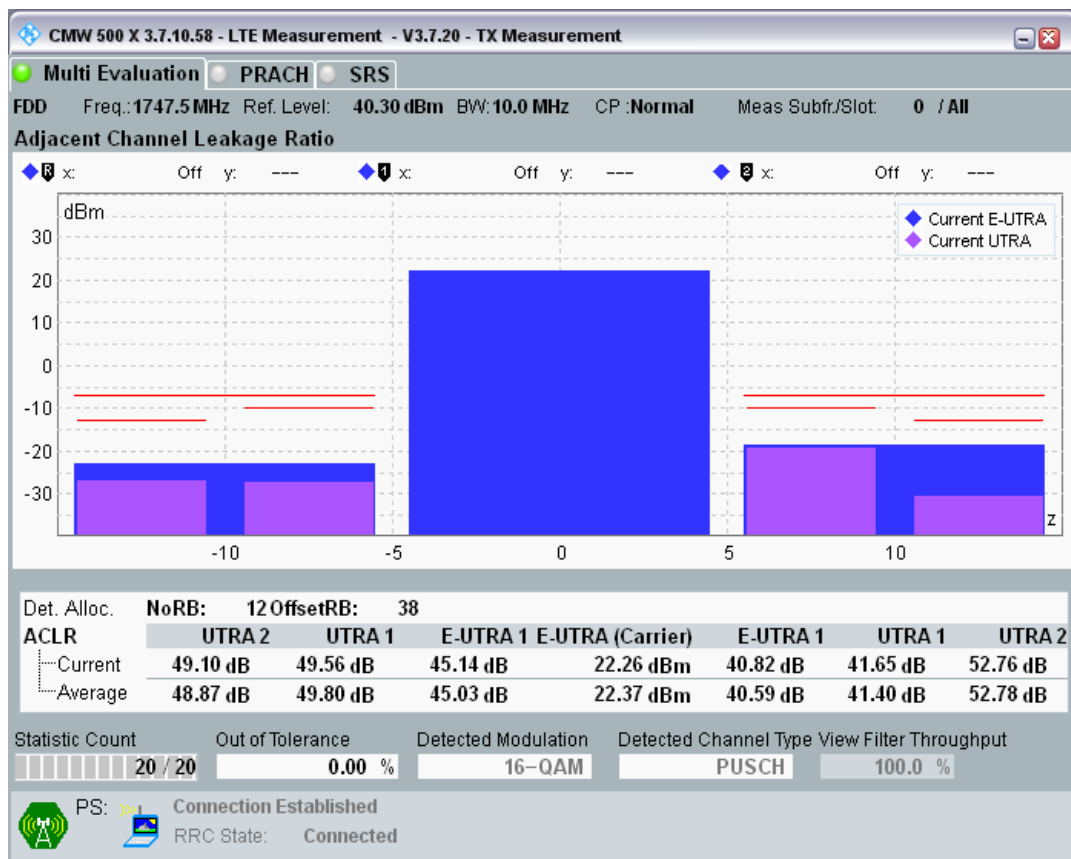 CMW 500 X 3.7.10.58 - LTE Measurement - V3.7.20 - TX Measurement
Multi Evaluation PRACH SRS
FDD Freq.:1747.5 MHz Ref. Level: 40.30 dBm BW:10.0 MHz CP :Normal Meas Subfr./Slot: 0 / All
Adjacent Channel Leakage Ratio
R x: Off y: --- 1 x: Off y: --- 2 x: Off y: ---
dBm
Current E-UTRA
Current UTRA
30
20
10
0
-10
-20
-30
z
-10 -5 0 5 10
Det. Alloc. NoRB: 12 OffsetRB: 38
ACLR UTRA 2 UTRA 1 E-UTRA 1 E-UTRA (Carrier) E-UTRA 1 UTRA 1 UTRA 2
Current 49.10 dB 49.56 dB 45.14 dB 22.26 dBm 40.82 dB 41.65 dB 52.76 dB
Average 48.87 dB 49.80 dB 45.03 dB 22.37 dBm 40.59 dB 41.40 dB 52.78 dB
Statistic Count Out of Tolerance Detected Modulation Detected Channel Type View Filter Throughput
20 / 20 0.00 % 16-QAM PUSCH 100.0 %
PS: Connection Established
RRC State: Connected